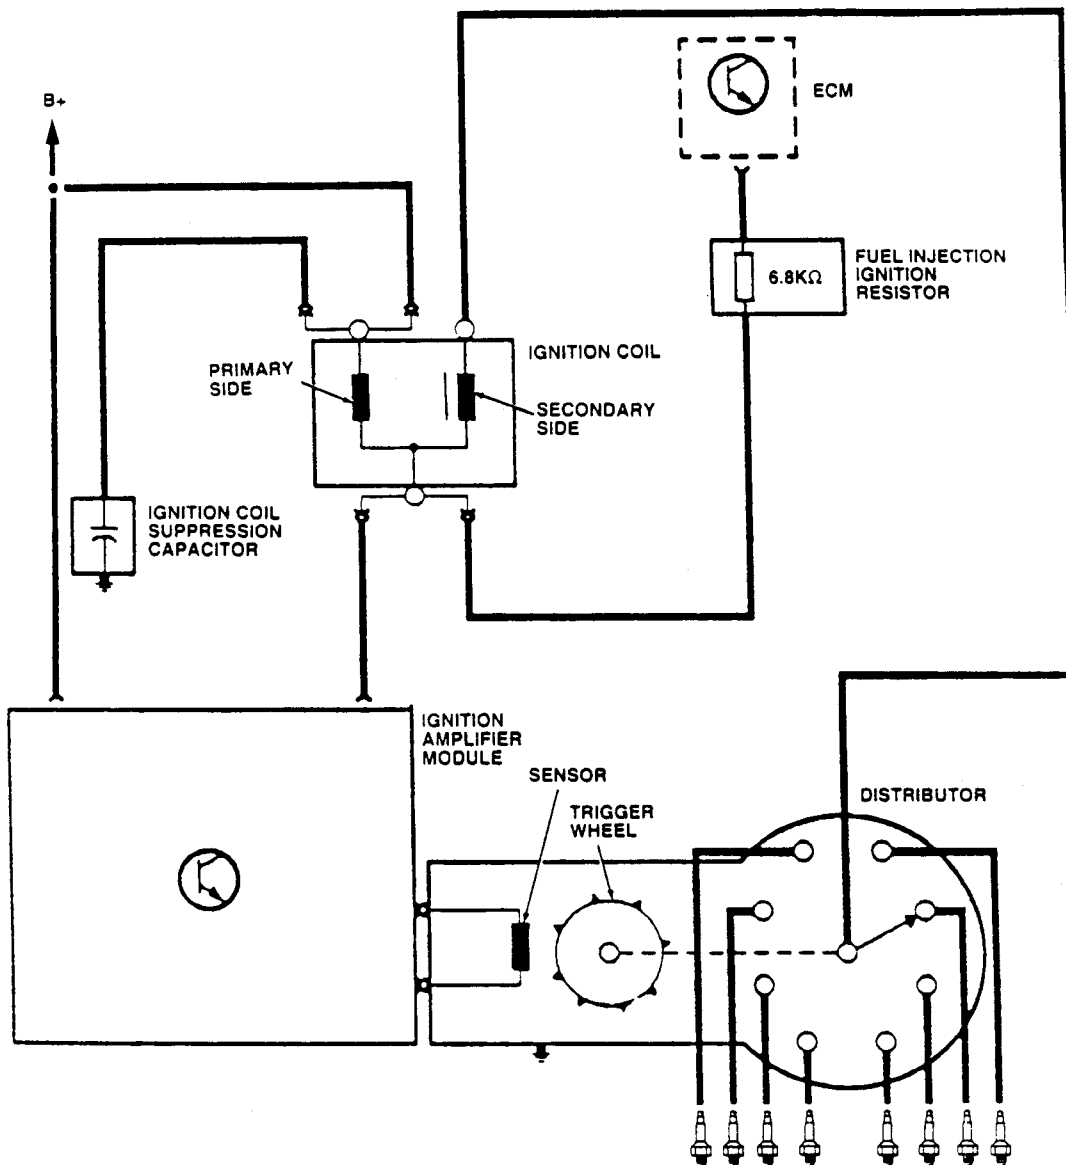 B+
ECM
FUEL INJECTION
IGNITION
RESISTOR
6.8KΩ
IGNITION COIL
PRIMARY
SIDE
SECONDARY
SIDE
IGNITION COIL
SUPPRESSION
CAPACITOR
IGNITION
AMPLIFIER
MODULE
SENSOR
TRIGGER
WHEEL
DISTRIBUTOR